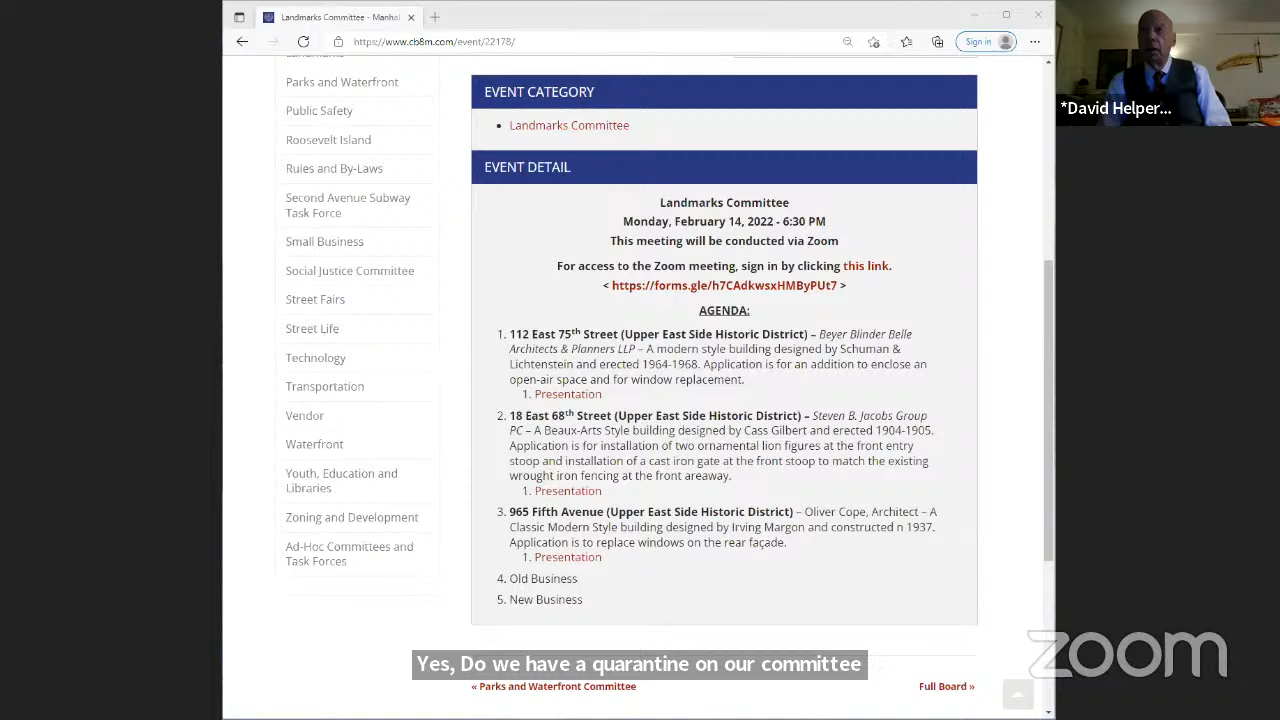 Landmarks Committee - Manhat
https://www.cb8m.com/event/22178/
Sign in
*David Helper...
Parks and Waterfront
Public Safety
Roosevelt Island
Rules and By-Laws
Second Avenue Subway
Task Force
Small Business
Social Justice Committee
Street Fairs
Street Life
Technology
Transportation
Vendor
Waterfront
Youth, Education and
Libraries
Zoning and Development
Ad-Hoc Committees and
Task Forces
EVENT CATEGORY
• Landmarks Committee
EVENT DETAIL
Landmarks Committee
Monday, February 14, 2022 - 6:30 PM
This meeting will be conducted via Zoom
For access to the Zoom meeting, sign in by clicking this link.
< https://forms.gle/h7CAdkwsxHMByPUt7 >
AGENDA:
1. 112 East 75th Street (Upper East Side Historic District) – Beyer Blinder Belle
Architects & Planners LLP – A modern style building designed by Schuman &
Lichtenstein and erected 1964-1968. Application is for an addition to enclose an
open-air space and for window replacement.
1. Presentation
2. 18 East 68th Street (Upper East Side Historic District) – Steven B. Jacobs Group
PC – A Beaux-Arts Style building designed by Cass Gilbert and erected 1904-1905.
Application is for installation of two ornamental lion figures at the front entry
stoop and installation of a cast iron gate at the front stoop to match the existing
wrought iron fencing at the front areaway.
1. Presentation
3. 965 Fifth Avenue (Upper East Side Historic District) – Oliver Cope, Architect – A
Classic Modern Style building designed by Irving Margon and constructed n 1937.
Application is to replace windows on the rear façade.
1. Presentation
4. Old Business
5. New Business
Yes, Do we have a quarantine on our committee
« Parks and Waterfront Committee
Full Board »
zoom